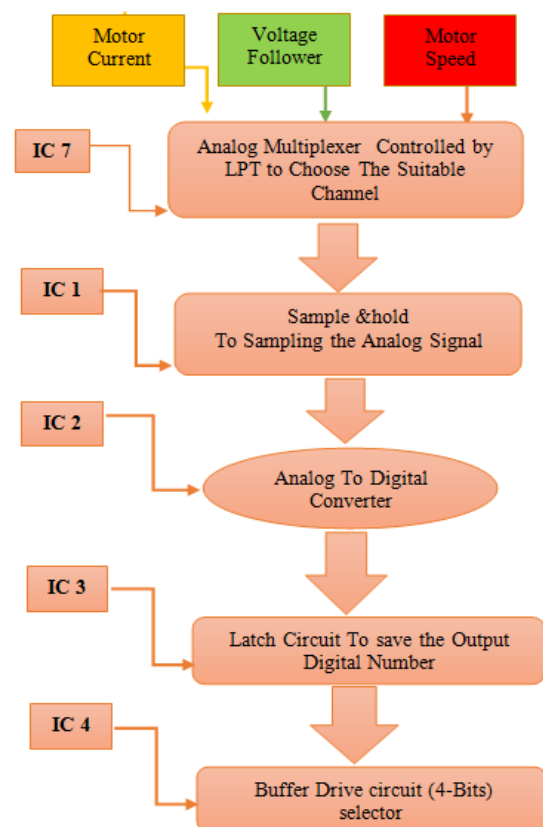 Motor
Current
Voltage
Follower
Motor
Speed
IC 7
Analog Multiplexer Controlled by
LPT to Choose The Suitable
Channel
IC 1
Sample &hold
To Sampling the Analog Signal
IC 2
Analog To Digital
Converter
IC 3
Latch Circuit To save the Output
Digital Number
IC 4
Buffer Drive circuit (4-Bits)
selector